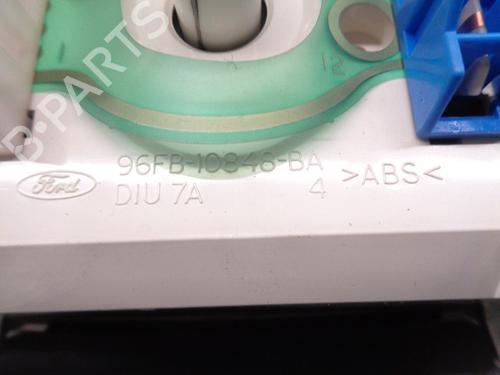 12
96FB-10848-BA
Ford DIU 7A 4 >ABS<
B-PARTS